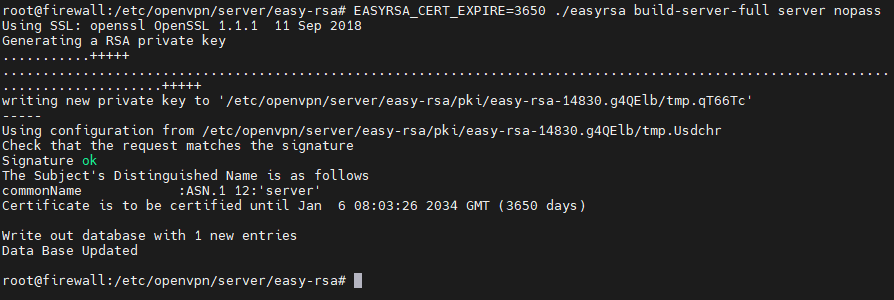 root@firewall:/etc/openvpn/server/easy-rsa# EASYRSA_CERT_EXPIRE=3650 ./easyrsa build-server-full server nopass
Using SSL: openssl OpenSSL 1.1.1  11 Sep 2018
Generating a RSA private key
...........+++++
................................................................................................................
....................+++++
writing new private key to '/etc/openvpn/server/easy-rsa/pki/easy-rsa-14830.g4QElb/tmp.qT66Tc'
-----
Using configuration from /etc/openvpn/server/easy-rsa/pki/easy-rsa-14830.g4QElb/tmp.Usdchr
Check that the request matches the signature
Signature ok
The Subject's Distinguished Name is as follows
commonName            :ASN.1 12:'server'
Certificate is to be certified until Jan  6 08:03:26 2034 GMT (3650 days)
Write out database with 1 new entries
Data Base Updated
root@firewall:/etc/openvpn/server/easy-rsa#